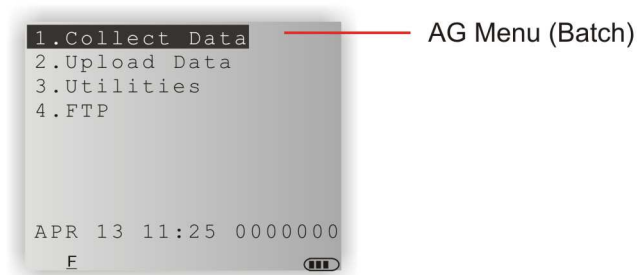 1.Collect Data
AG Menu (Batch)
2.Upload Data
3.Utilities
4.FTP
APR 13 11:25 0000000
F